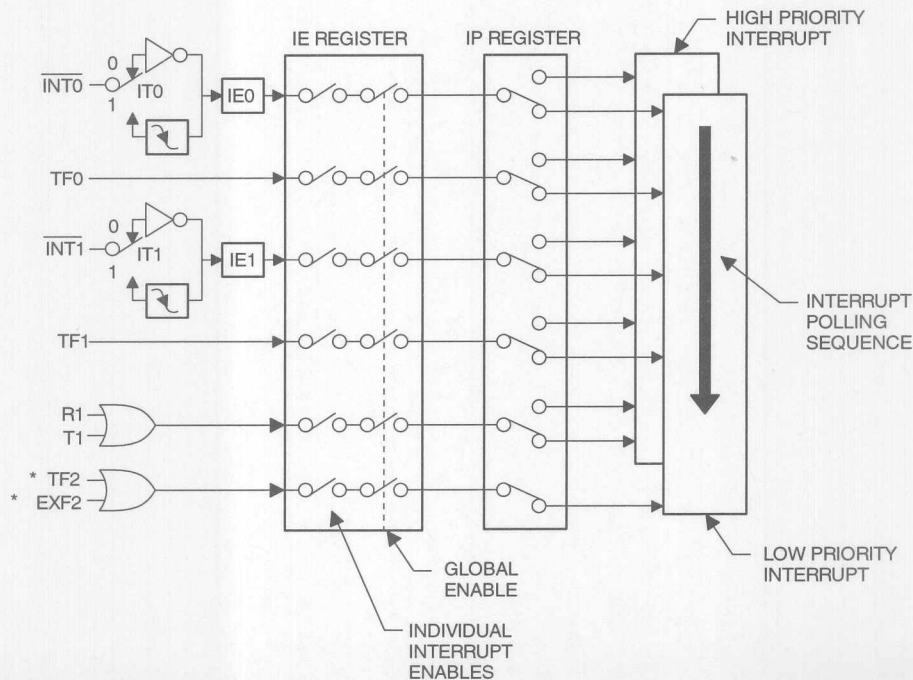 HIGH PRIORITY
INTERRUPT
IE REGISTER
IP REGISTER
INT0
0
1
IT0
IE0
TF0
INT1
0
1
IT1
IE1
INTERRUPT
POLLING
SEQUENCE
TF1
R1
T1
* TF2
* EXF2
LOW PRIORITY
INTERRUPT
GLOBAL
ENABLE
INDIVIDUAL
INTERRUPT
ENABLES